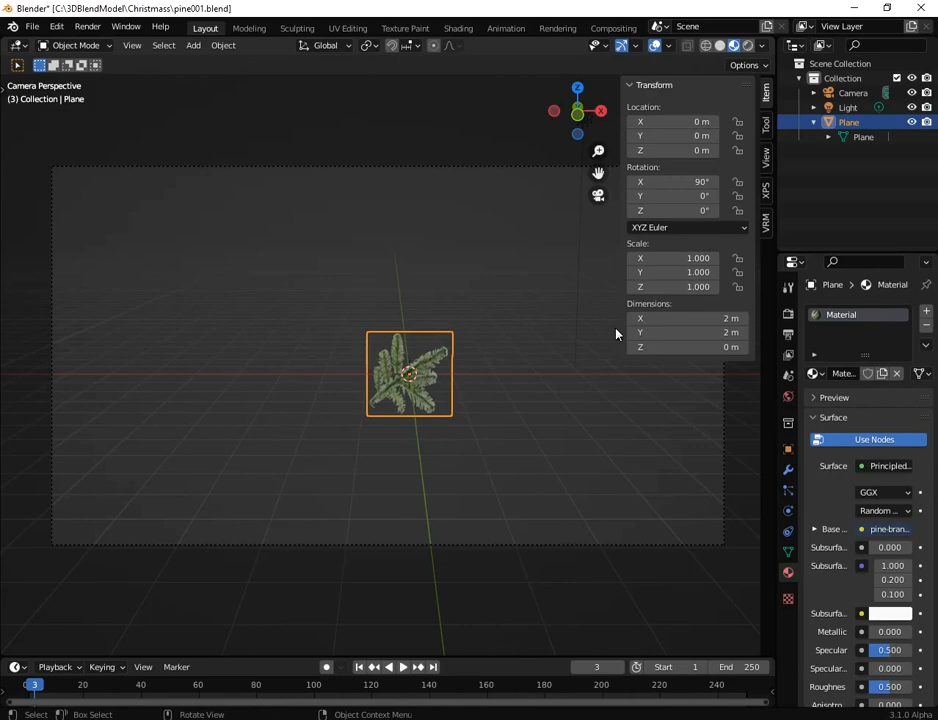 Blender* [C:\3DBlendModel\Christmass\pine001.blend]
File Edit Render Window Help Layout Modeling Sculpting UV Editing Texture Paint Shading Animation Rendering Compositing Scene View Layer
Object Mode View Select Add Object Global
Options
Camera Perspective
(3) Collection | Plane
Transform
Location:
X 0 m
Y 0 m
Z 0 m
Rotation:
X 90°
Y 0°
Z 0°
XYZ Euler
Scale:
X 1.000
Y 1.000
Z 1.000
Dimensions:
X 2 m
Y 2 m
Z 0 m
Item
Tool
View
XPS
VRM
Z
X
Scene Collection
Collection
Camera
Light
Plane
Plane
Plane Material
Material
Mate...
Preview
Surface
Use Nodes
Surface Principled...
GGX
Random ...
Base ... pine-bran...
Subsurfa... 0.000
Subsurfa... 1.000
0.200
0.100
Subsurfa...
Metallic 0.000
Specular 0.500
Specular... 0.000
Roughnes 0.500
Anisotro 0.000
Playback Keying View Marker 3 Start 1 End 250
3 20 40 60 80 100 120 140 160 180 200 220 240
Select Box Select Rotate View Object Context Menu 3.1.0 Alpha